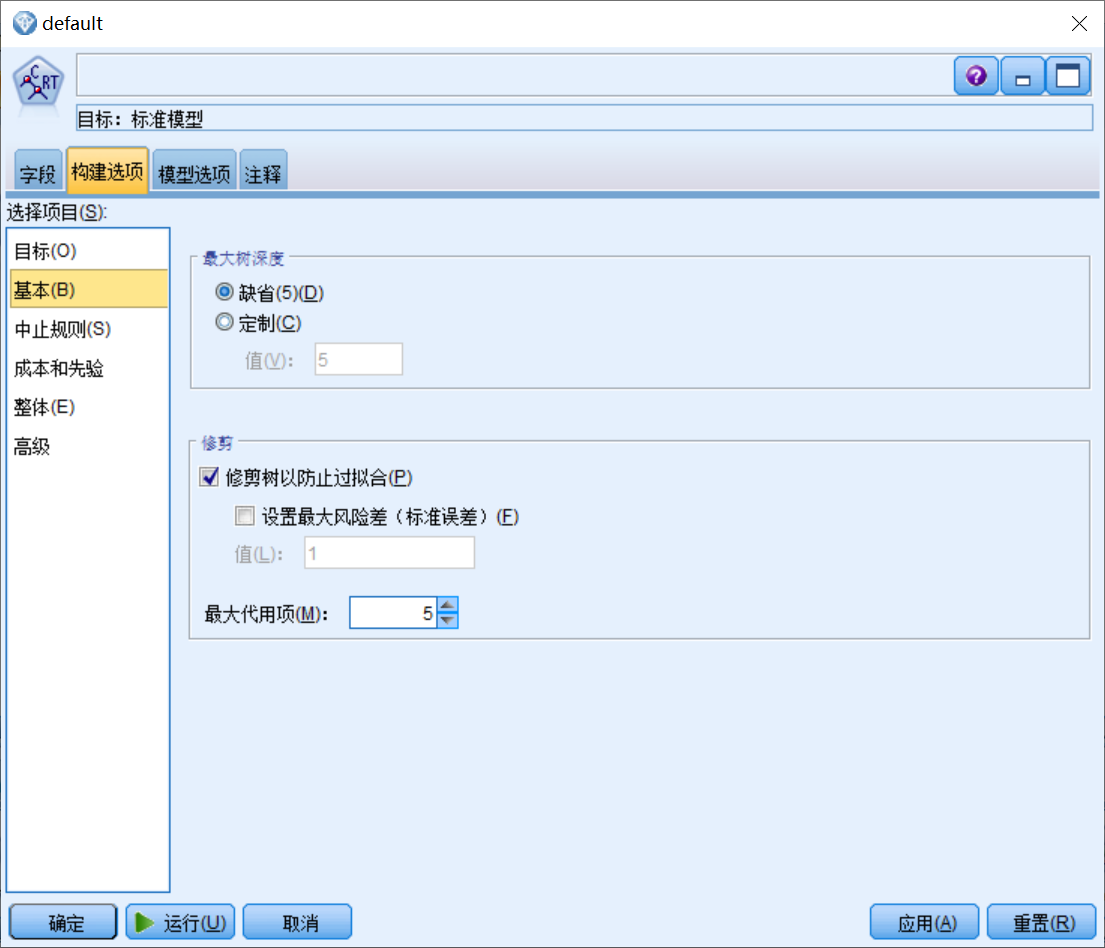 default
CRT
目标：标准模型
字段 构建选项 模型选项 注释
选择项目(S):
目标(O)
基本(B)
中止规则(S)
成本和先验
整体(E)
高级
最大树深度
缺省(5)(D)
定制(C)
值(V): 5
修剪
修剪树以防止过拟合(P)
设置最大风险差（标准误差）(F)
值(L): 1
最大代用项(M): 5
确定 运行(U) 取消 应用(A) 重置(R)